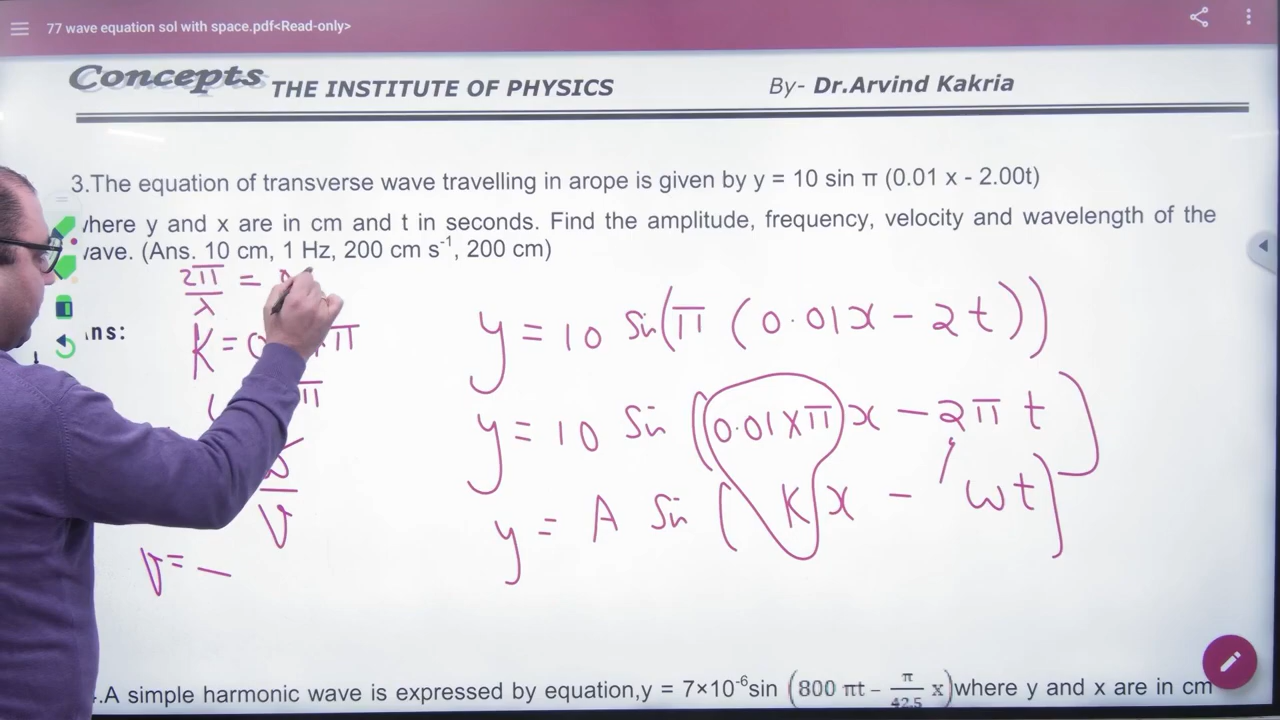 77 wave equation sol with space.pdf<Read-only>
Concepts THE INSTITUTE OF PHYSICS By- Dr.Arvind Kakria
3.The equation of transverse wave travelling in arope is given by y = 10 sin π (0.01 x - 2.00t)
here y and x are in cm and t in seconds. Find the amplitude, frequency, velocity and wavelength of the
ave. (Ans. 10 cm, 1 Hz, 200 cm s⁻¹, 200 cm)
2π/λ =
ns:
K = 0 π
π
V
V = —
y = 10 Sin(π (0.01x - 2t))
y = 10 Sin (0.01×π)x - 2π t)
y = A Sin (Kx - ωt)
.A simple harmonic wave is expressed by equation,y = 7×10⁻⁶sin (800 πt – π/42.5 x)where y and x are in cm